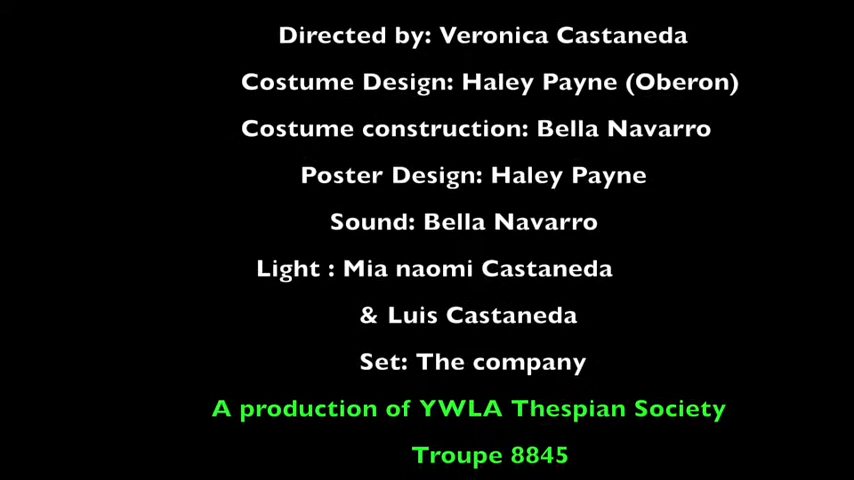 Directed by: Veronica Castaneda
Costume Design: Haley Payne (Oberon)
Costume construction: Bella Navarro
Poster Design: Haley Payne
Sound: Bella Navarro
Light : Mia naomi Castaneda
& Luis Castaneda
Set: The company
A production of YWLA Thespian Society
Troupe 8845